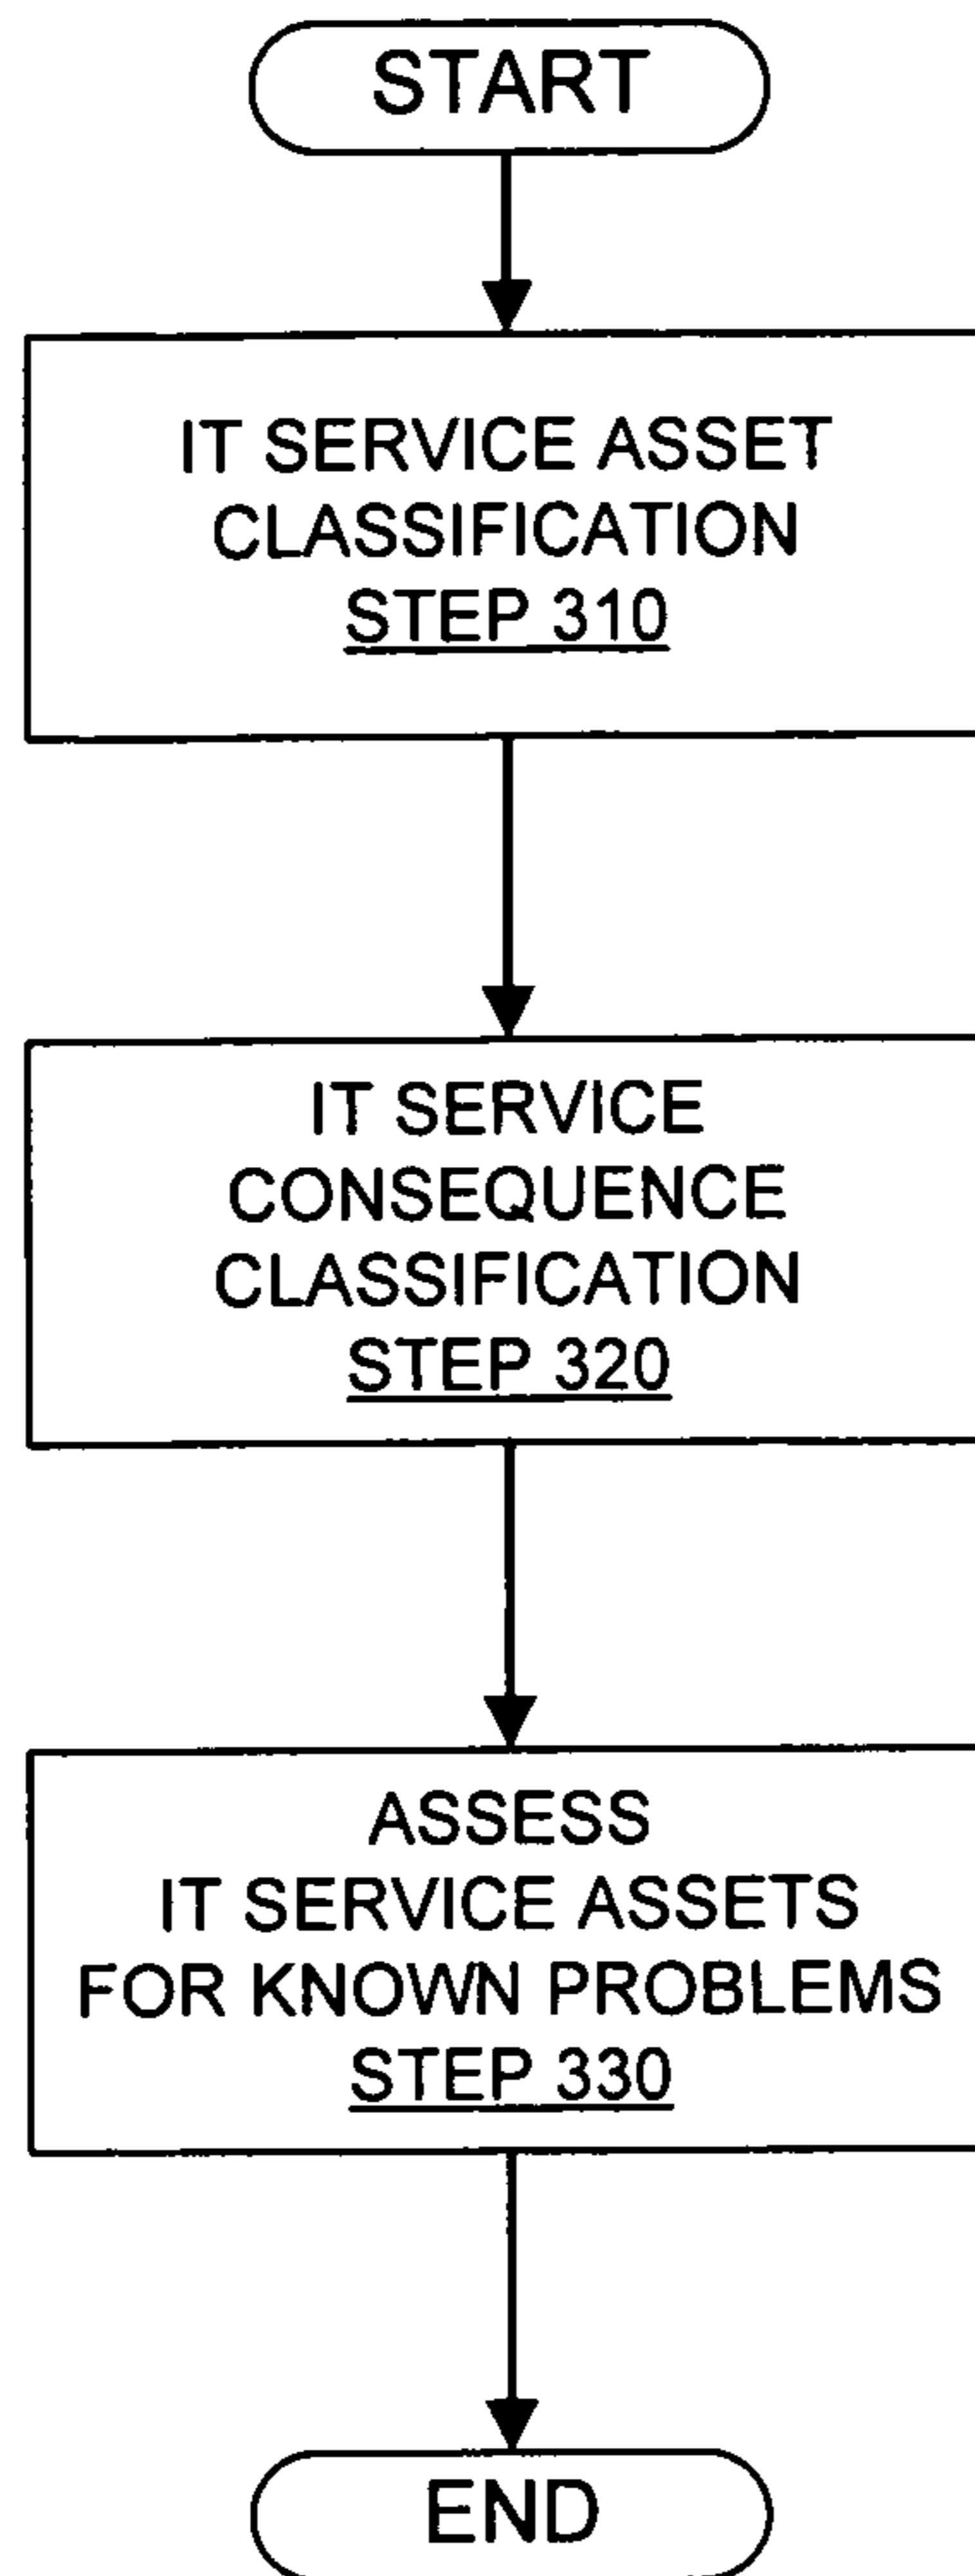 START
IT SERVICE ASSET
CLASSIFICATION
STEP 310
IT SERVICE
CONSEQUENCE
CLASSIFICATION
STEP 320
ASSESS
IT SERVICE ASSETS
FOR KNOWN PROBLEMS
STEP 330
END